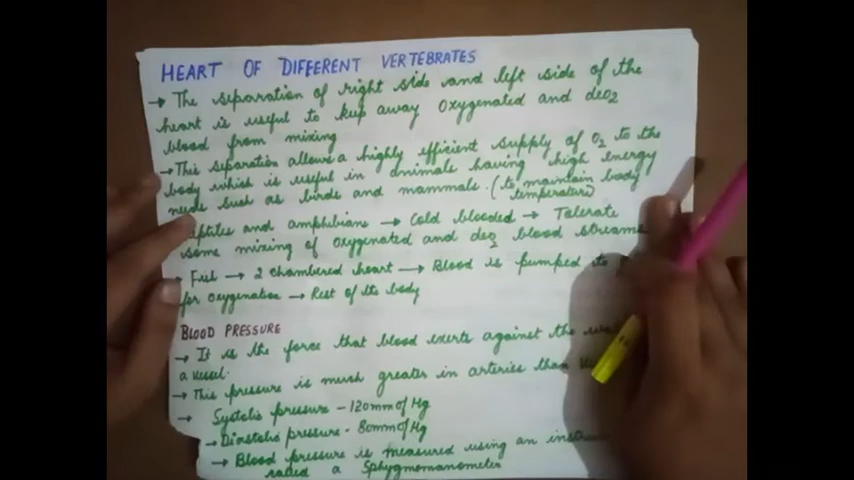 HEART OF DIFFERENT VERTEBRATES
→ The separation of right side and left side of the
heart is useful to keep away oxygenated and deO2
blood from mixing
→ This separation allows a highly efficient supply of O2 to the
body which is useful in animals having high energy
needs such as birds and mammals. (to maintain body
temperature)
eptiles and amphibians → Cold blooded → Tolerate
some mixing of oxygenated and deO2 blood streams
→ Fish → 2 chambered heart → Blood is pumped to
for oxygenation → Rest of the body
BLOOD PRESSURE
→ It is the force that blood exerts against the
a vessel.
→ This pressure is much greater in arteries than
→ Systolic pressure - 120mm of Hg
→ Diastolic pressure - 80mm of Hg
→ Blood pressure is measured using an instru
called a Sphygmomanometer